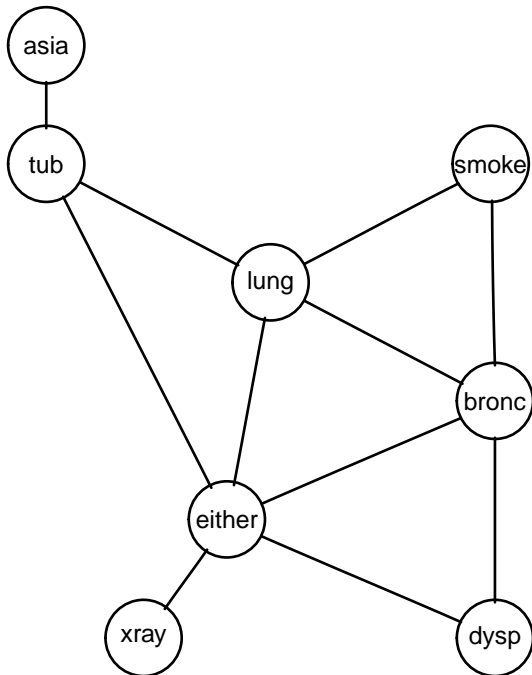 asia
tub
smoke
lung
bronc
either
xray
dysp